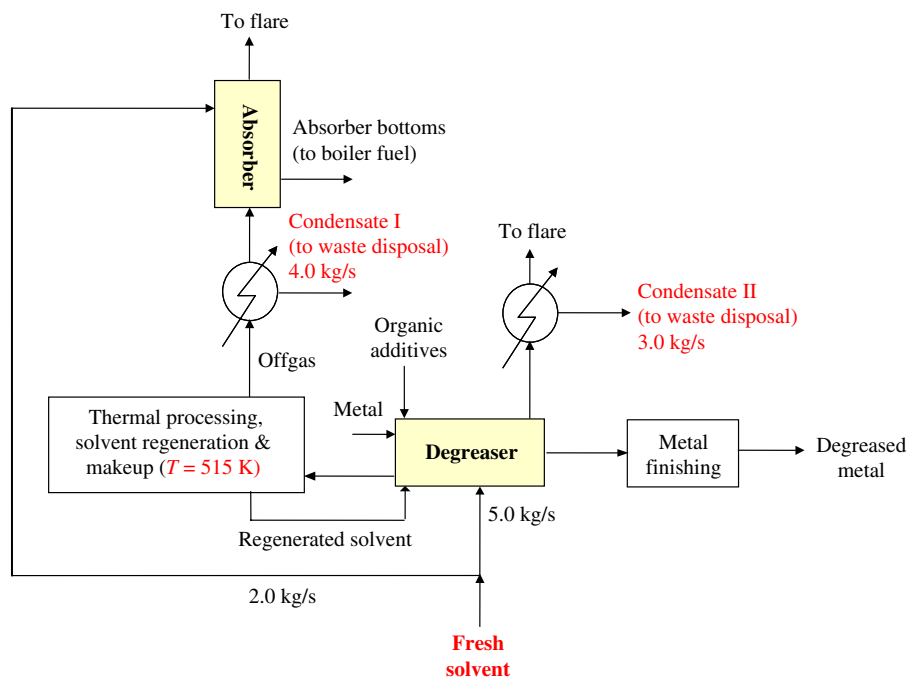 To flare
Absorber
Absorber bottoms
(to boiler fuel)
Condensate I
(to waste disposal)
4.0 kg/s
To flare
Condensate II
(to waste disposal)
3.0 kg/s
Offgas
Organic
additives
Metal
Thermal processing,
solvent regeneration &
makeup (T = 515 K)
Degreaser
Metal
finishing
Degreased
metal
5.0 kg/s
Regenerated solvent
2.0 kg/s
Fresh
solvent